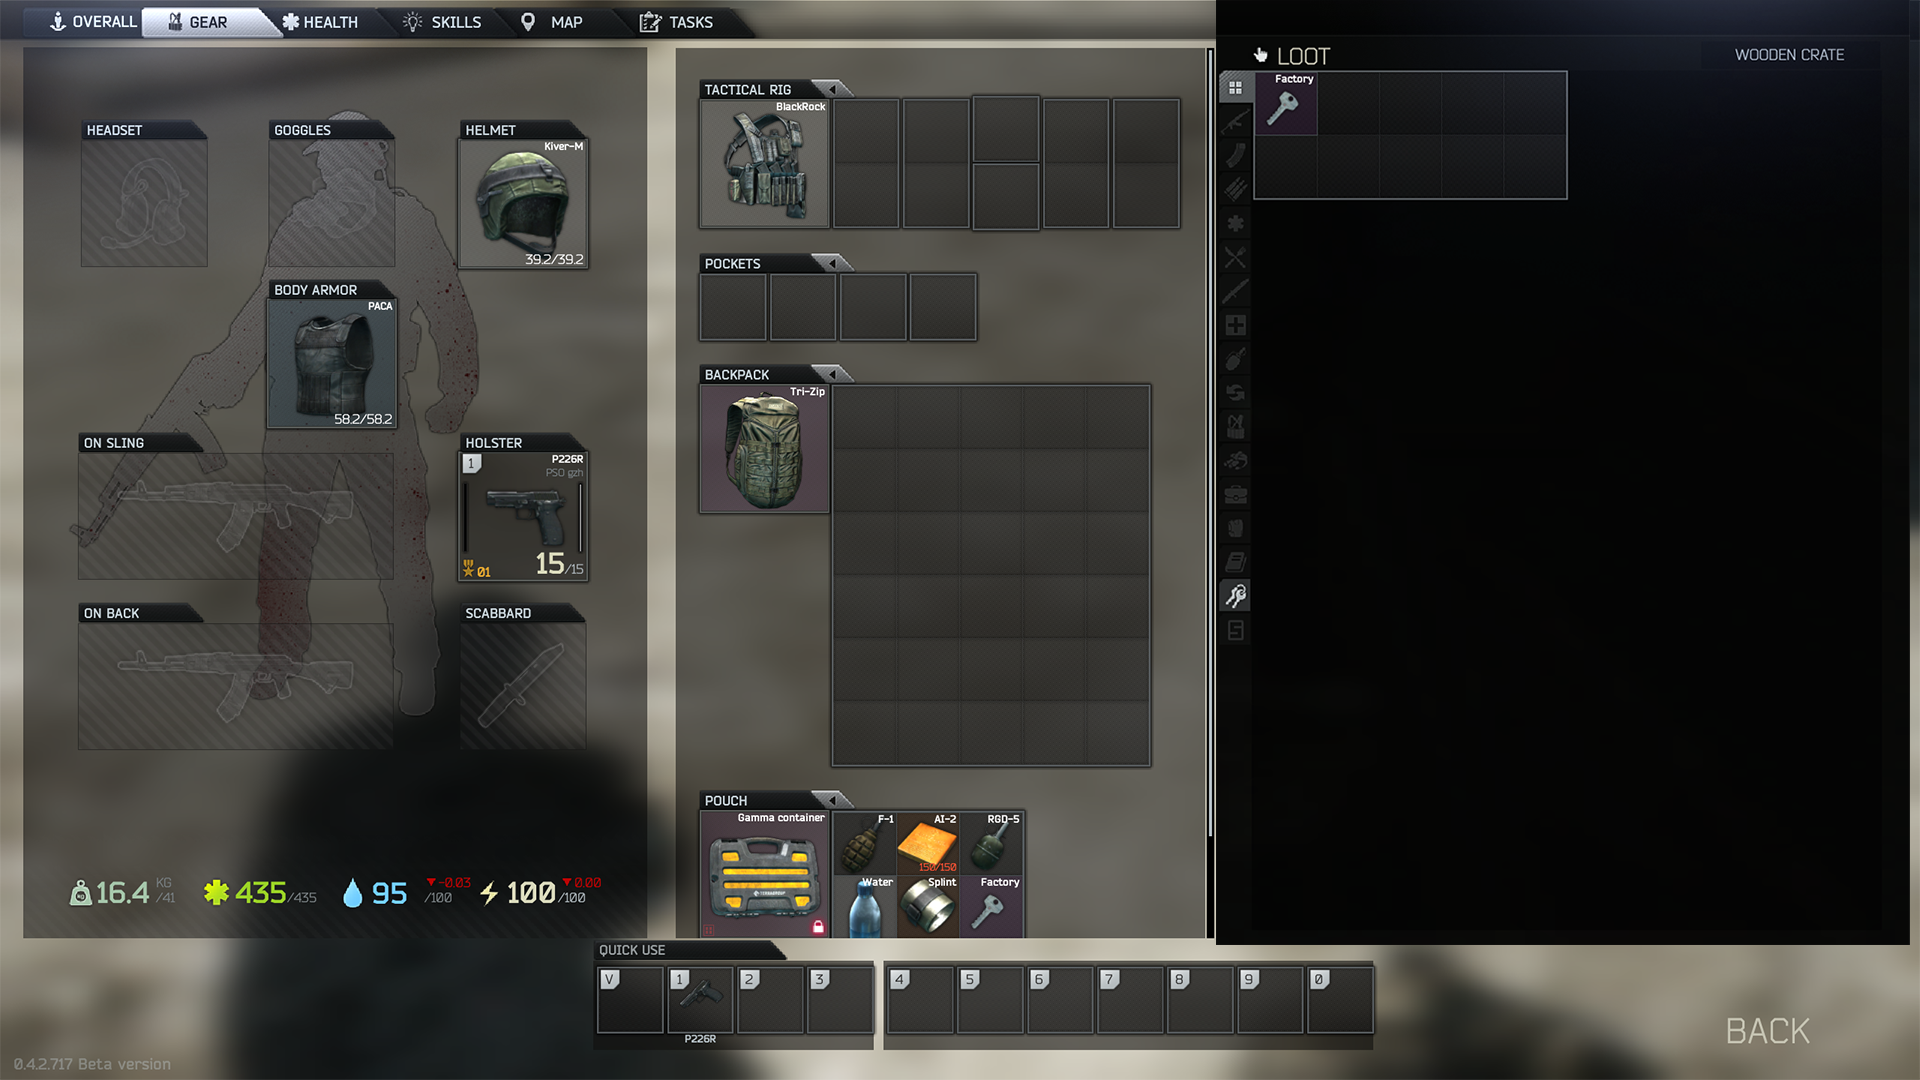 OVERALL
GEAR
HEALTH
SKILLS
MAP
TASKS
HEADSET
GOGGLES
HELMET
Kiver-M
39.2/39.2
BODY ARMOR
PACA
58.2/58.2
ON SLING
HOLSTER
1
P226R
PSO gzh
01
15/15
ON BACK
SCABBARD
16.4 KG /41
435/435
95 -0.03 /100
100 0.00 /100
TACTICAL RIG
BlackRock
POCKETS
BACKPACK
Tri-Zip
POUCH
Gamma container
F-1
AI-2
150/150
RGD-5
Water
Splint
Factory
LOOT
WOODEN CRATE
Factory
QUICK USE
V
1
P226R
2
3
4
5
6
7
8
9
0
BACK
0.4.2.717 Beta version